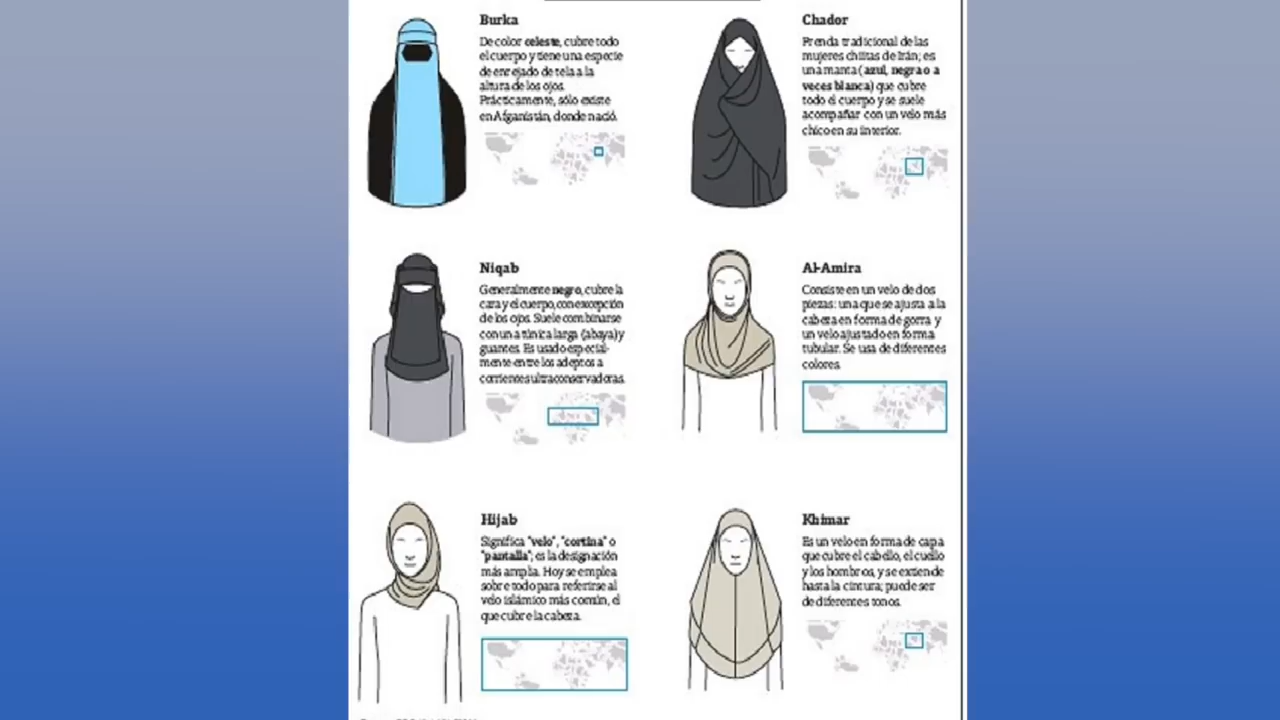 Burka
De color celeste, cubre todo
el cuerpo y tiene una especie
de enrejado de tela a la
altura de los ojos.
Prácticamente, sólo existe
en Afganistán, donde nació.
Chador
Prenda tradicional de las
mujeres chiitas de Irán; es
una manta (azul, negra o a
veces blanca) que cubre
todo el cuerpo y se suele
acompañar con un velo más
chico en su interior.
Niqab
Generalmente negro, cubre la
cara y el cuerpo, con excepción
de los ojos. Suele combinarse
con una túnica larga (abaya) y
guantes. Es usado especial-
mente entre los adeptos a
corrientes ultraconservadoras.
Al-Amira
Consiste en un velo de dos
piezas: una que se ajusta a la
cabeza en forma de gorra y
un velo ajustado en forma
tubular. Se usa de diferentes
colores.
Hijab
Significa "velo", "cortina" o
"pantalla"; es la designación
más amplia. Hoy se emplea
sobre todo para referirse al
velo islámico más común, el
que cubre la cabeza.
Khimar
Es un velo en forma de capa
que cubre el cabello, el cuello
y los hombros, y se extiende
hasta la cintura; puede ser
de diferentes tonos.